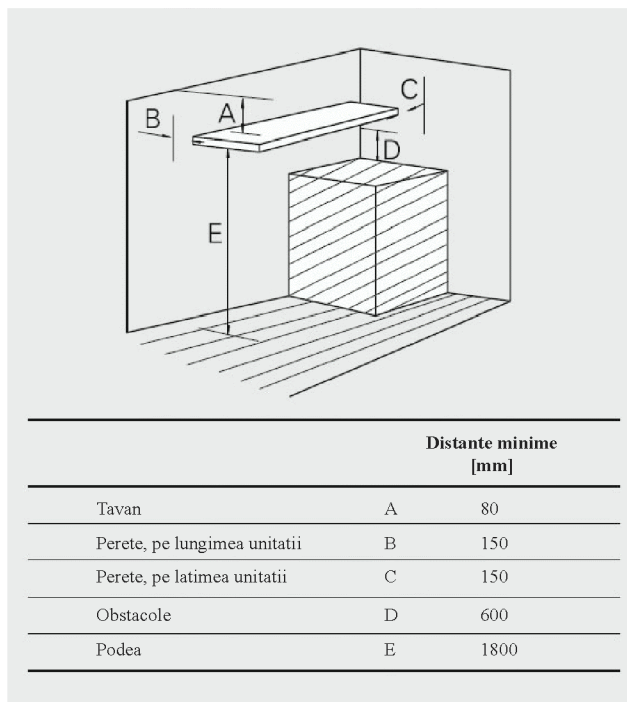 C
A
B
D
E
Distante minime
[mm]
Tavan A 80
Perete, pe lungimea unitatii B 150
Perete, pe latimea unitatii C 150
Obstacole D 600
Podea E 1800